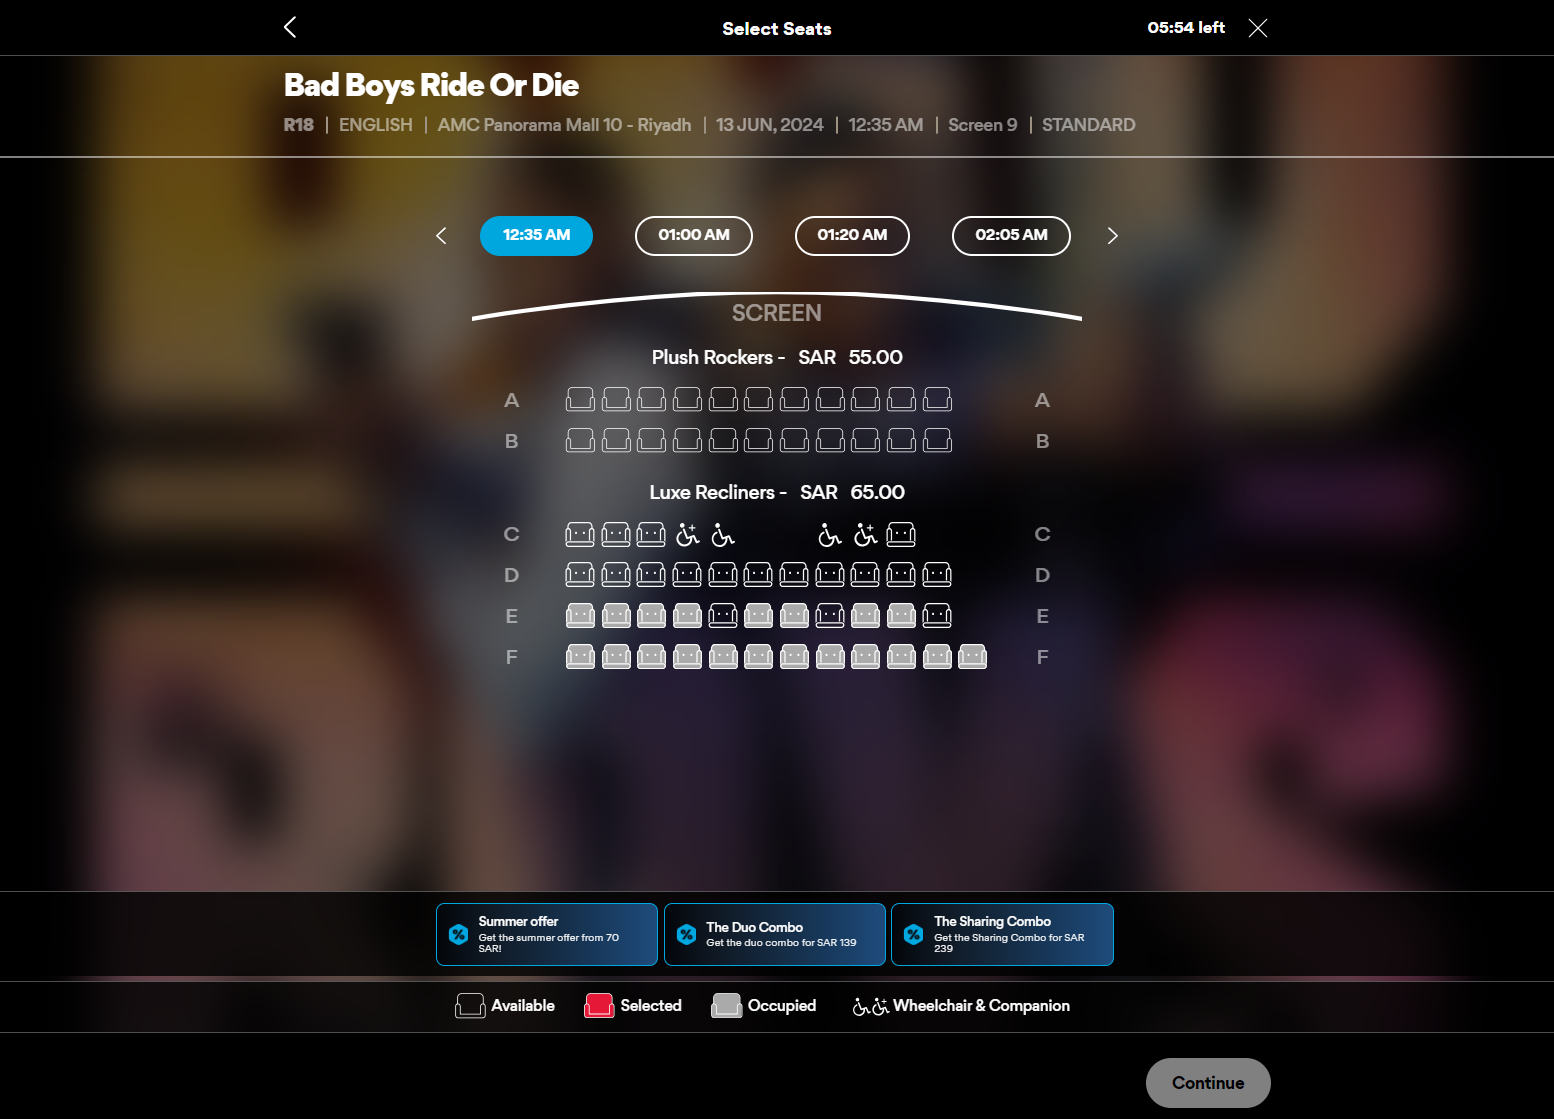 Select Seats
05:54 left
Bad Boys Ride Or Die
R18 | ENGLISH | AMC Panorama Mall 10 - Riyadh | 13 JUN, 2024 | 12:35 AM | Screen 9 | STANDARD
12:35 AM 01:00 AM 01:20 AM 02:05 AM
SCREEN
Plush Rockers - SAR 55.00
A A
B B
Luxe Recliners - SAR 65.00
C C
D D
E E
F F
Summer offer
Get the summer offer from 70
SAR!
The Duo Combo
Get the duo combo for SAR 139
The Sharing Combo
Get the Sharing Combo for SAR
239
Available Selected Occupied Wheelchair & Companion
Continue